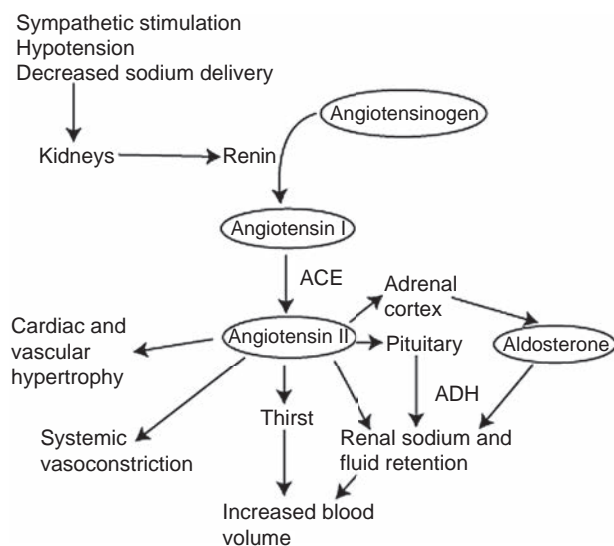 Sympathetic stimulation
Hypotension
Decreased sodium delivery
Angiotensinogen
Kidneys
Renin
Angiotensin I
ACE
Adrenal
cortex
Cardiac and
vascular
hypertrophy
Angiotensin II
Pituitary
Aldosterone
ADH
Thirst
Systemic
vasoconstriction
Renal sodium and
fluid retention
Increased blood
volume